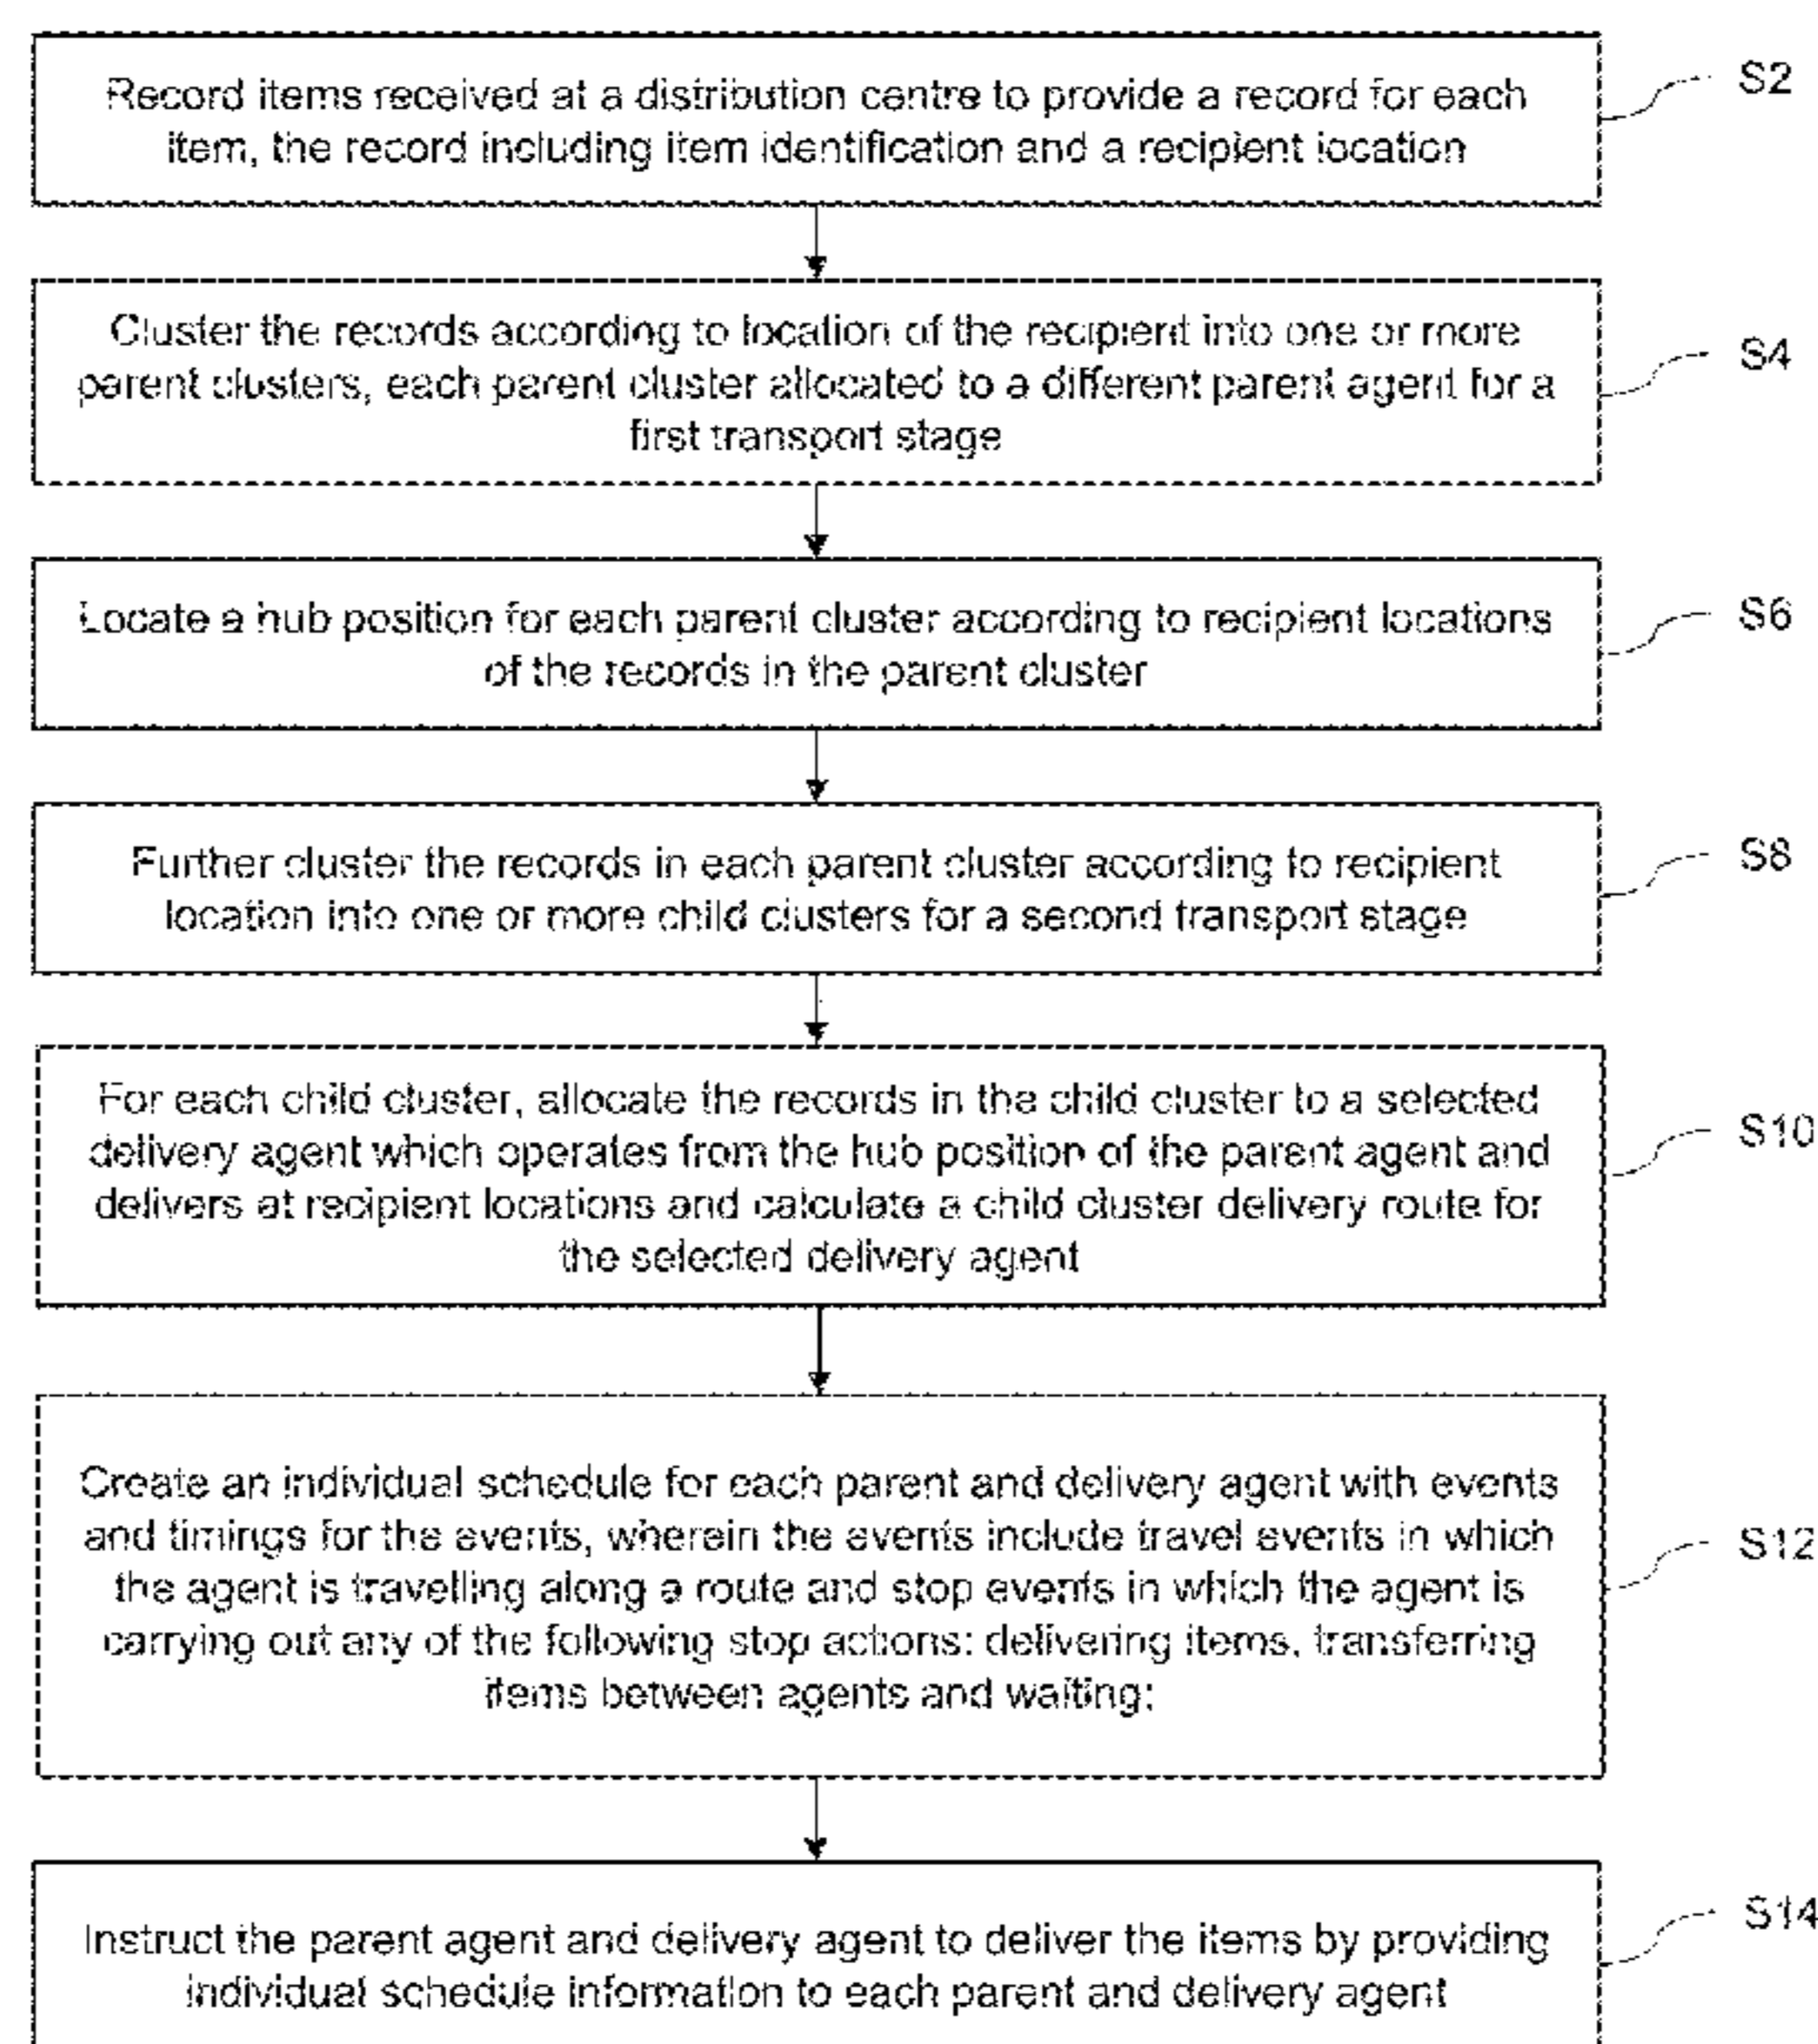 Record items received at a distribution centre to provide a record for each
item, the record including item identification and a recipient location
S2
Cluster the records according to location of the recipient into one or more
parent clusters, each parent cluster allocated to a different parent agent for a
first transport stage
S4
Locate a hub position for each parent cluster according to recipient locations
of the records in the parent cluster
S6
Further cluster the records in each parent cluster according to recipient
location into one or more child clusters for a second transport stage
S8
For each child cluster, allocate the records in the child cluster to a selected
delivery agent which operates from the hub position of the parent agent and
delivers at recipient locations and calculate a child cluster delivery route for
the selected delivery agent
S10
Create an individual schedule for each parent and delivery agent with events
and timings for the events, wherein the events include travel events in which
the agent is travelling along a route and stop events in which the agent is
carrying out any of the following stop actions: delivering items, transferring
items between agents and waiting;
S12
Instruct the parent agent and delivery agent to deliver the items by providing
individual schedule information to each parent and delivery agent
S14